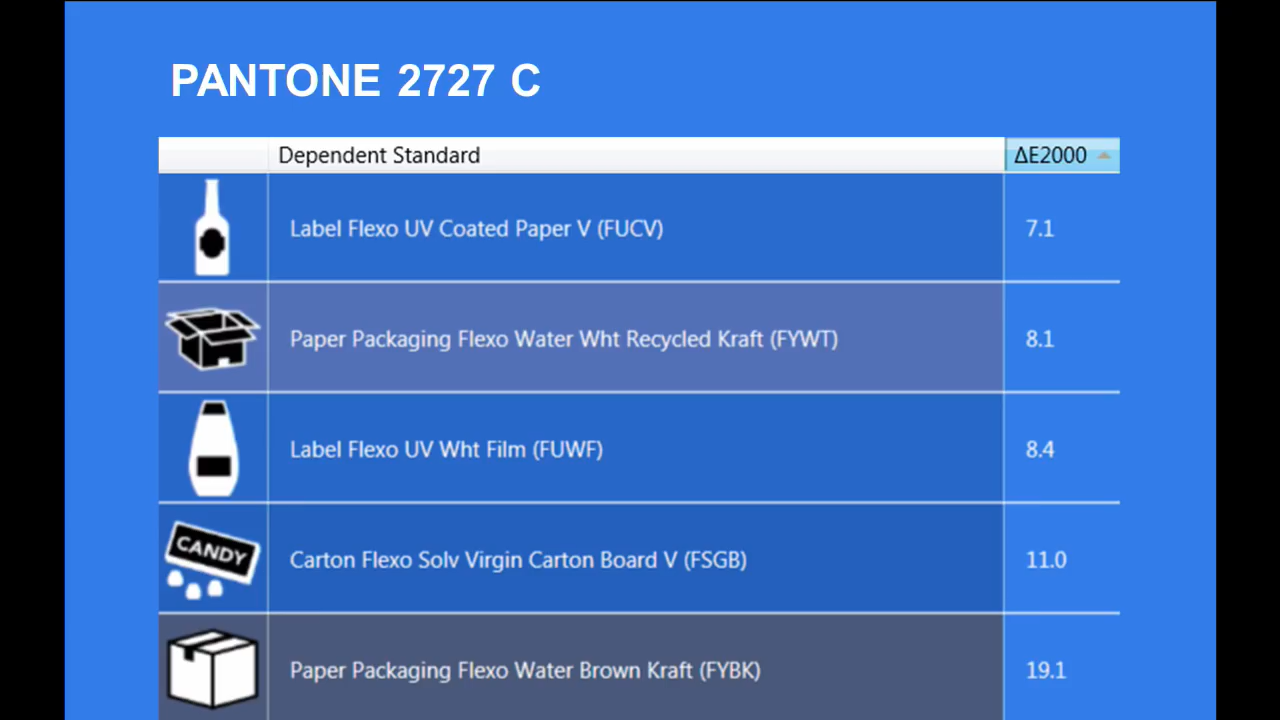 PANTONE 2727 C
Dependent Standard ΔE2000
Label Flexo UV Coated Paper V (FUCV) 7.1
Paper Packaging Flexo Water Wht Recycled Kraft (FYWT) 8.1
Label Flexo UV Wht Film (FUWF) 8.4
CANDY Carton Flexo Solv Virgin Carton Board V (FSGB) 11.0
Paper Packaging Flexo Water Brown Kraft (FYBK) 19.1